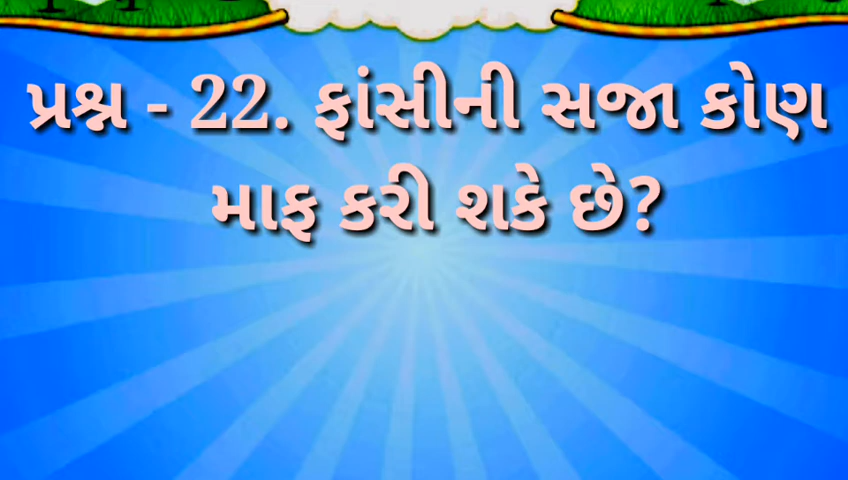 પ્રશ્ન - 22. ફાંસીની સજા કોણ
માફ કરી શકે છે?